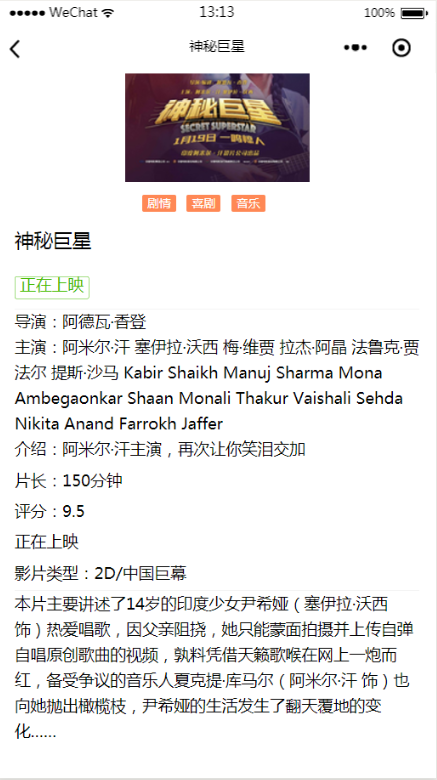 WeChat 13:13 100%
神秘巨星
神秘巨星
SECRET SUPERSTAR
1月19日 一鸣惊人
剧情 喜剧 音乐
神秘巨星
正在上映
导演：阿德瓦·香登
主演：阿米尔·汗 塞伊拉·沃西 梅·维贾 拉杰·阿晶 法鲁克·贾
法尔 提斯·沙马 Kabir Shaikh Manuj Sharma Mona
Ambegaonkar Shaan Monali Thakur Vaishali Sehda
Nikita Anand Farrokh Jaffer
介绍：阿米尔·汗主演，再次让你笑泪交加
片长：150分钟
评分：9.5
正在上映
影片类型：2D/中国巨幕
本片主要讲述了14岁的印度少女尹希娅（塞伊拉·沃西
饰）热爱唱歌，因父亲阻挠，她只能蒙面拍摄并上传自弹
自唱原创歌曲的视频，孰料凭借天籁歌喉在网上一炮而
红，备受争议的音乐人夏克提·库马尔（阿米尔·汗 饰）也
向她抛出橄榄枝，尹希娅的生活发生了翻天覆地的变
化……